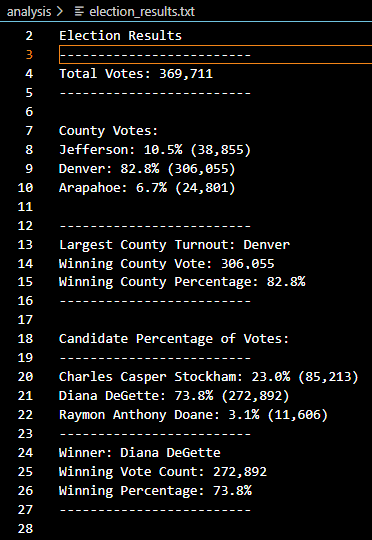 analysis > election_results.txt
2 Election Results
3 -------------------------
4 Total Votes: 369,711
5 -------------------------
6
7 County Votes:
8 Jefferson: 10.5% (38,855)
9 Denver: 82.8% (306,055)
10 Arapahoe: 6.7% (24,801)
11
12 -------------------------
13 Largest County Turnout: Denver
14 Winning County Vote: 306,055
15 Winning County Percentage: 82.8%
16 -------------------------
17
18 Candidate Percentage of Votes:
19 -------------------------
20 Charles Casper Stockham: 23.0% (85,213)
21 Diana DeGette: 73.8% (272,892)
22 Raymon Anthony Doane: 3.1% (11,606)
23 -------------------------
24 Winner: Diana DeGette
25 Winning Vote Count: 272,892
26 Winning Percentage: 73.8%
27 -------------------------
28